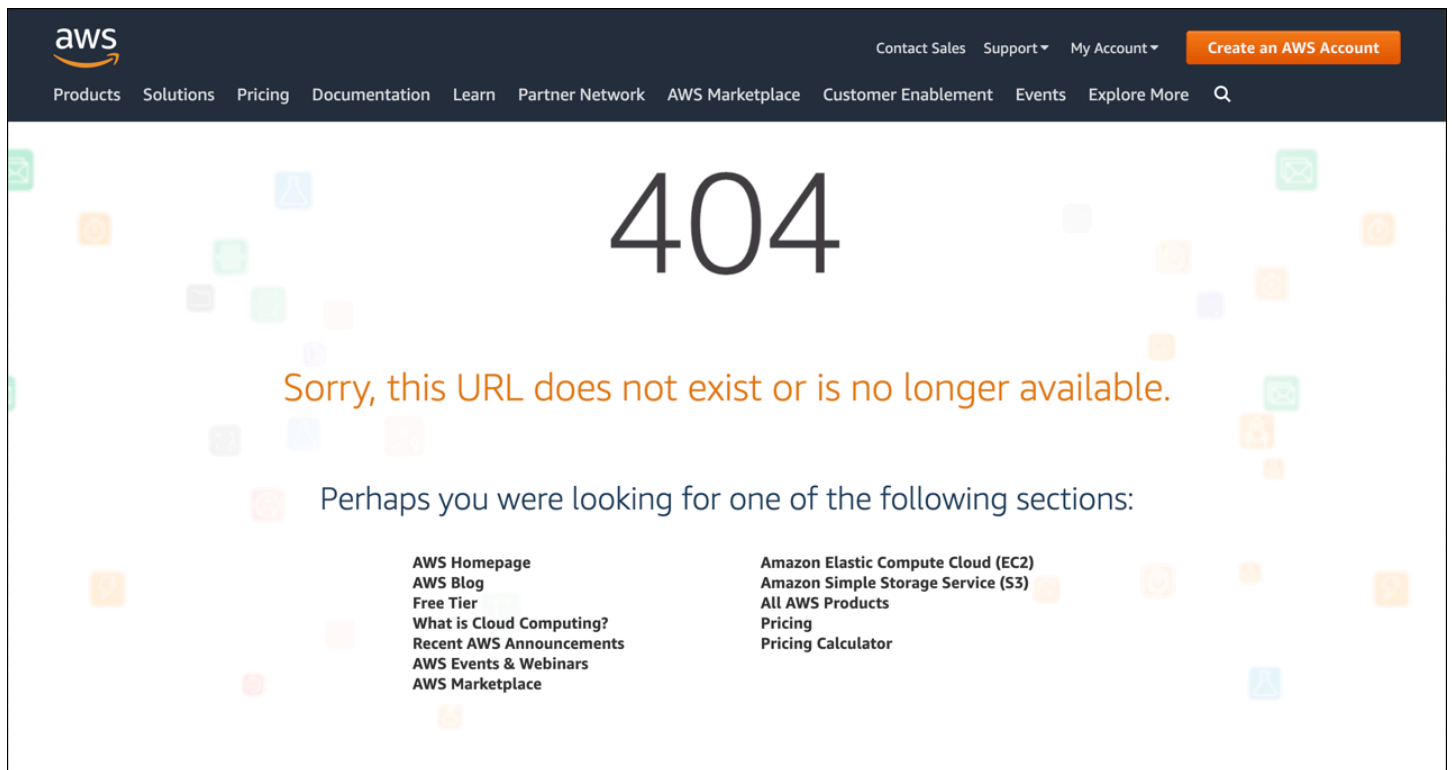 aws
Contact Sales Support My Account Create an AWS Account
Products Solutions Pricing Documentation Learn Partner Network AWS Marketplace Customer Enablement Events Explore More
404
Sorry, this URL does not exist or is no longer available.
Perhaps you were looking for one of the following sections:
AWS Homepage
AWS Blog
Free Tier
What is Cloud Computing?
Recent AWS Announcements
AWS Events & Webinars
AWS Marketplace
Amazon Elastic Compute Cloud (EC2)
Amazon Simple Storage Service (S3)
All AWS Products
Pricing
Pricing Calculator